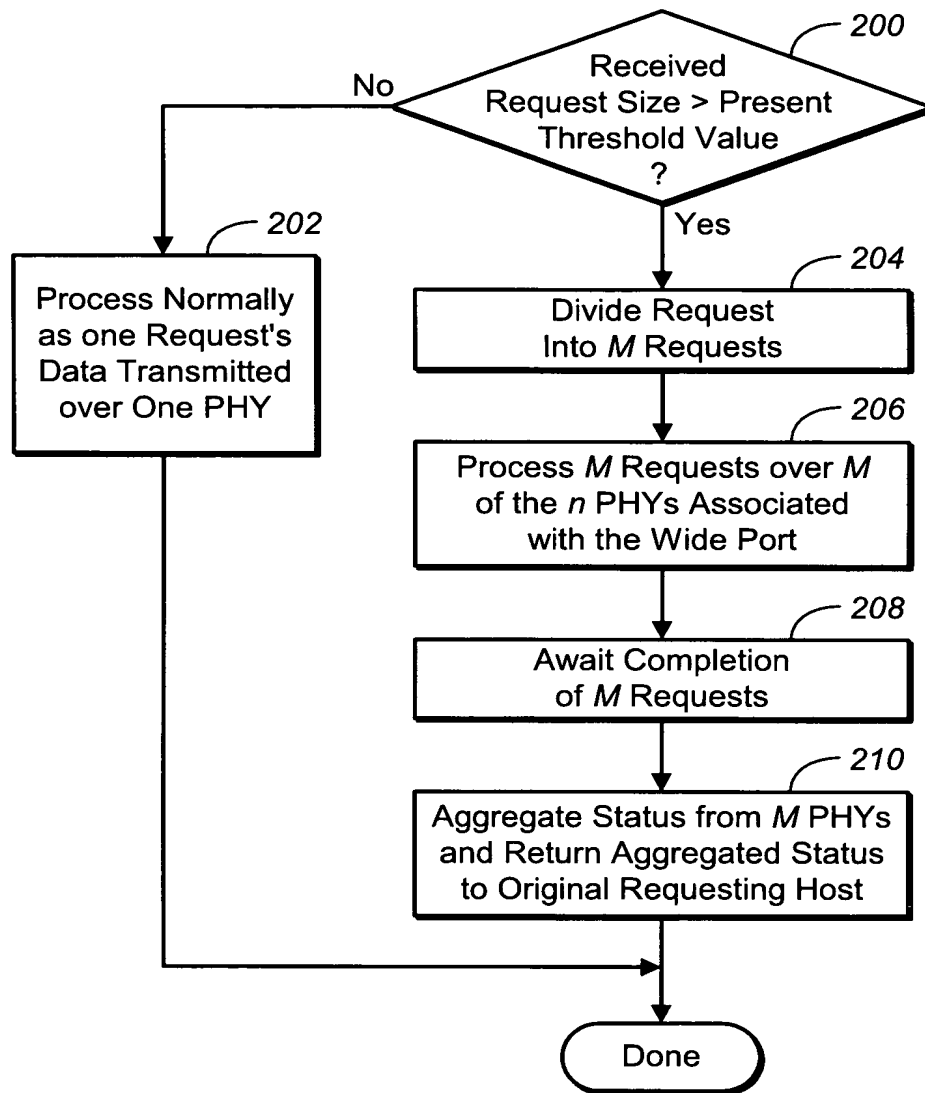 200
Received
Request Size > Present
Threshold Value
?
No
Yes
202
Process Normally
as one Request's
Data Transmitted
over One PHY
204
Divide Request
Into M Requests
206
Process M Requests over M
of the n PHYs Associated
with the Wide Port
208
Await Completion
of M Requests
210
Aggregate Status from M PHYs
and Return Aggregated Status
to Original Requesting Host
Done